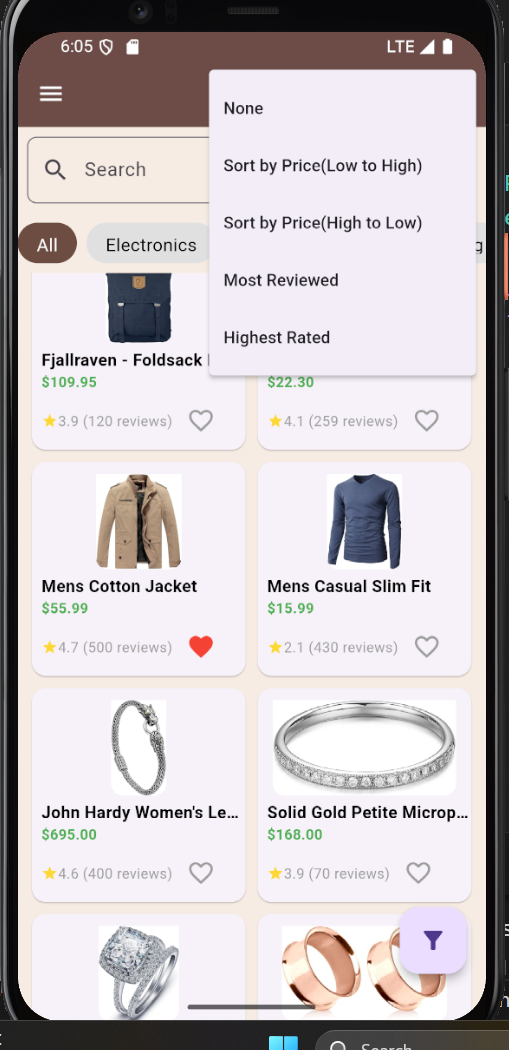 6:05
LTE
None
Sort by Price(Low to High)
Sort by Price(High to Low)
Most Reviewed
Highest Rated
Search
All
Electronics
g
Fjallraven - Foldsack
$109.95
3.9 (120 reviews)
$22.30
4.1 (259 reviews)
Mens Cotton Jacket
$55.99
4.7 (500 reviews)
Mens Casual Slim Fit
$15.99
2.1 (430 reviews)
John Hardy Women's Le...
$695.00
4.6 (400 reviews)
Solid Gold Petite Microp...
$168.00
3.9 (70 reviews)
Search